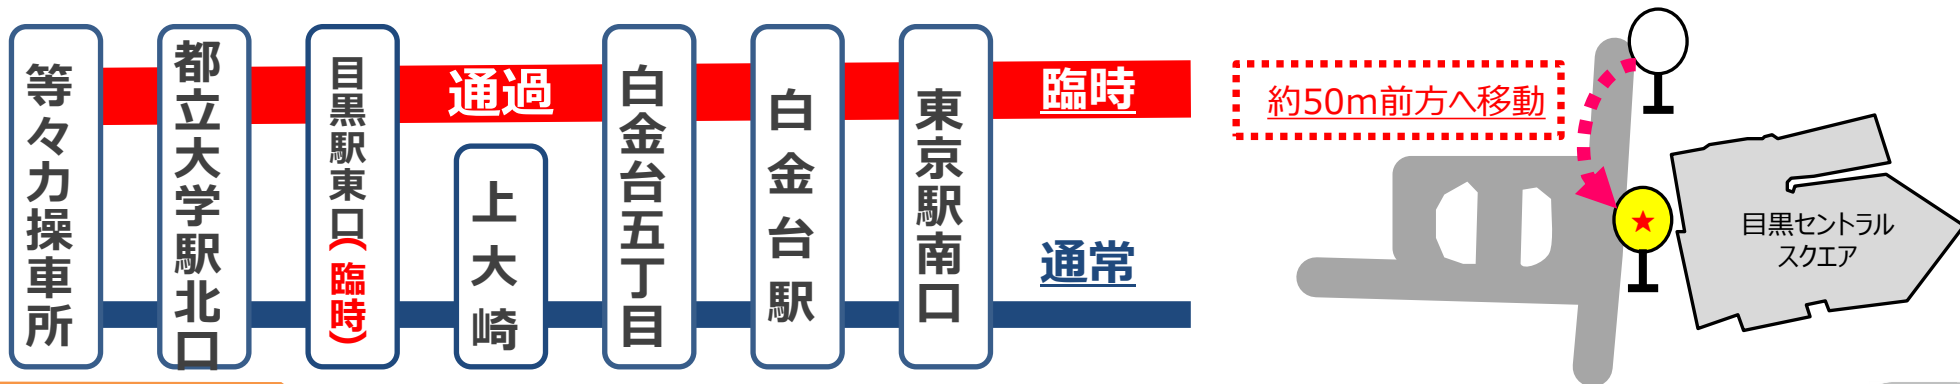 等々力操車所
都立大学駅北口
目黒駅東口(臨時)
通過
上大崎
白金台五丁目
白金台駅
東京駅南口
臨時
通常
約50m前方へ移動
目黒セントラル
スクエア